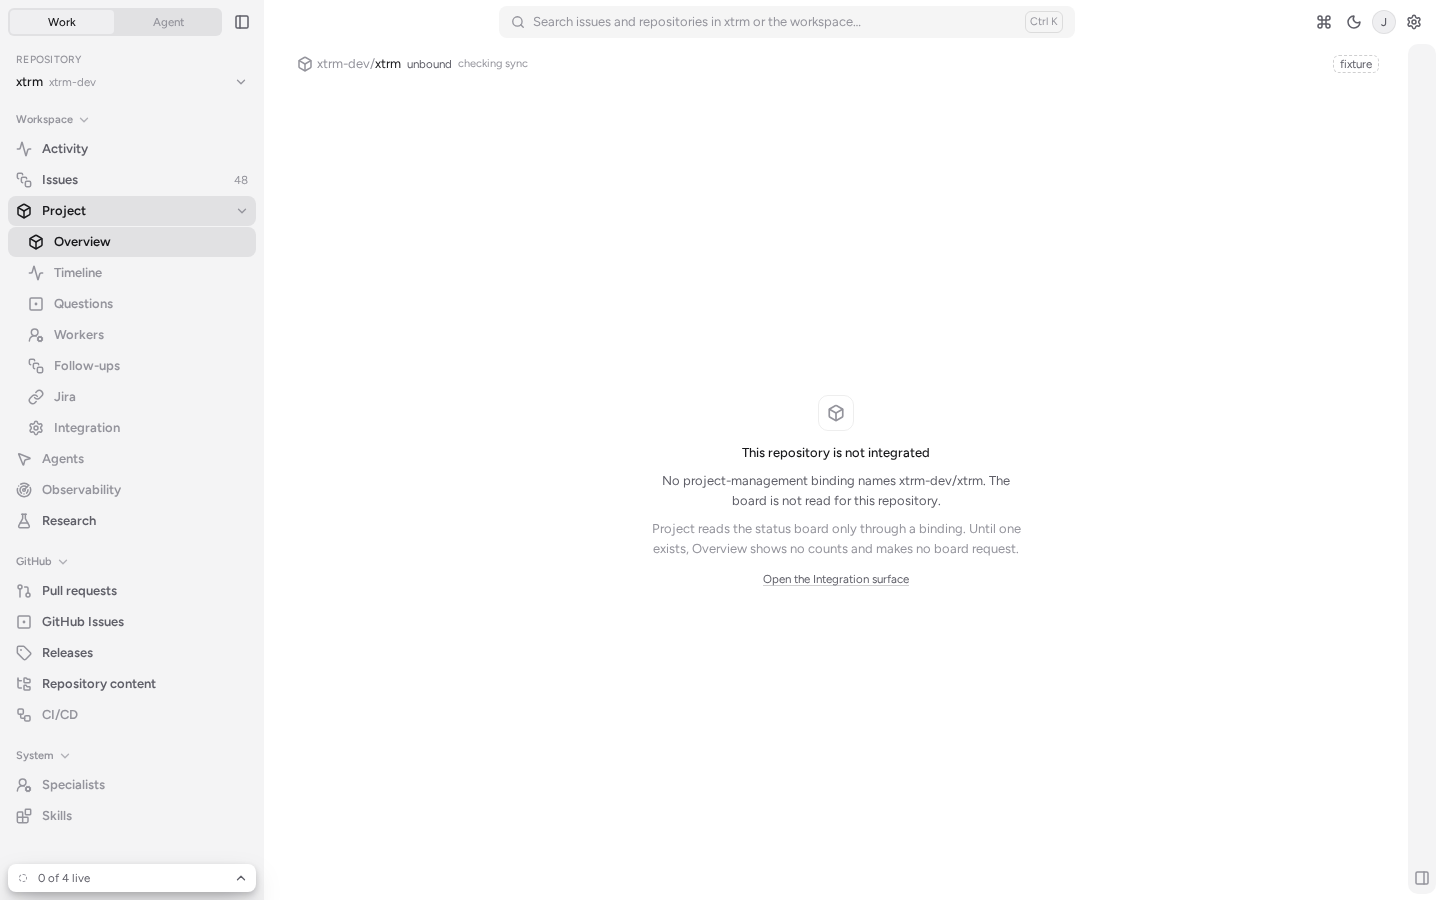 Work
Agent
Search issues and repositories in xtrm or the workspace...
Ctrl K
J
REPOSITORY
xtrm xtrm-dev
xtrm-dev/xtrm unbound checking sync
fixture
Workspace
Activity
Issues 48
Project
Overview
Timeline
Questions
Workers
Follow-ups
Jira
Integration
Agents
Observability
Research
GitHub
Pull requests
GitHub Issues
Releases
Repository content
CI/CD
System
Specialists
Skills
0 of 4 live
This repository is not integrated
No project-management binding names xtrm-dev/xtrm. The
board is not read for this repository.
Project reads the status board only through a binding. Until one
exists, Overview shows no counts and makes no board request.
Open the Integration surface